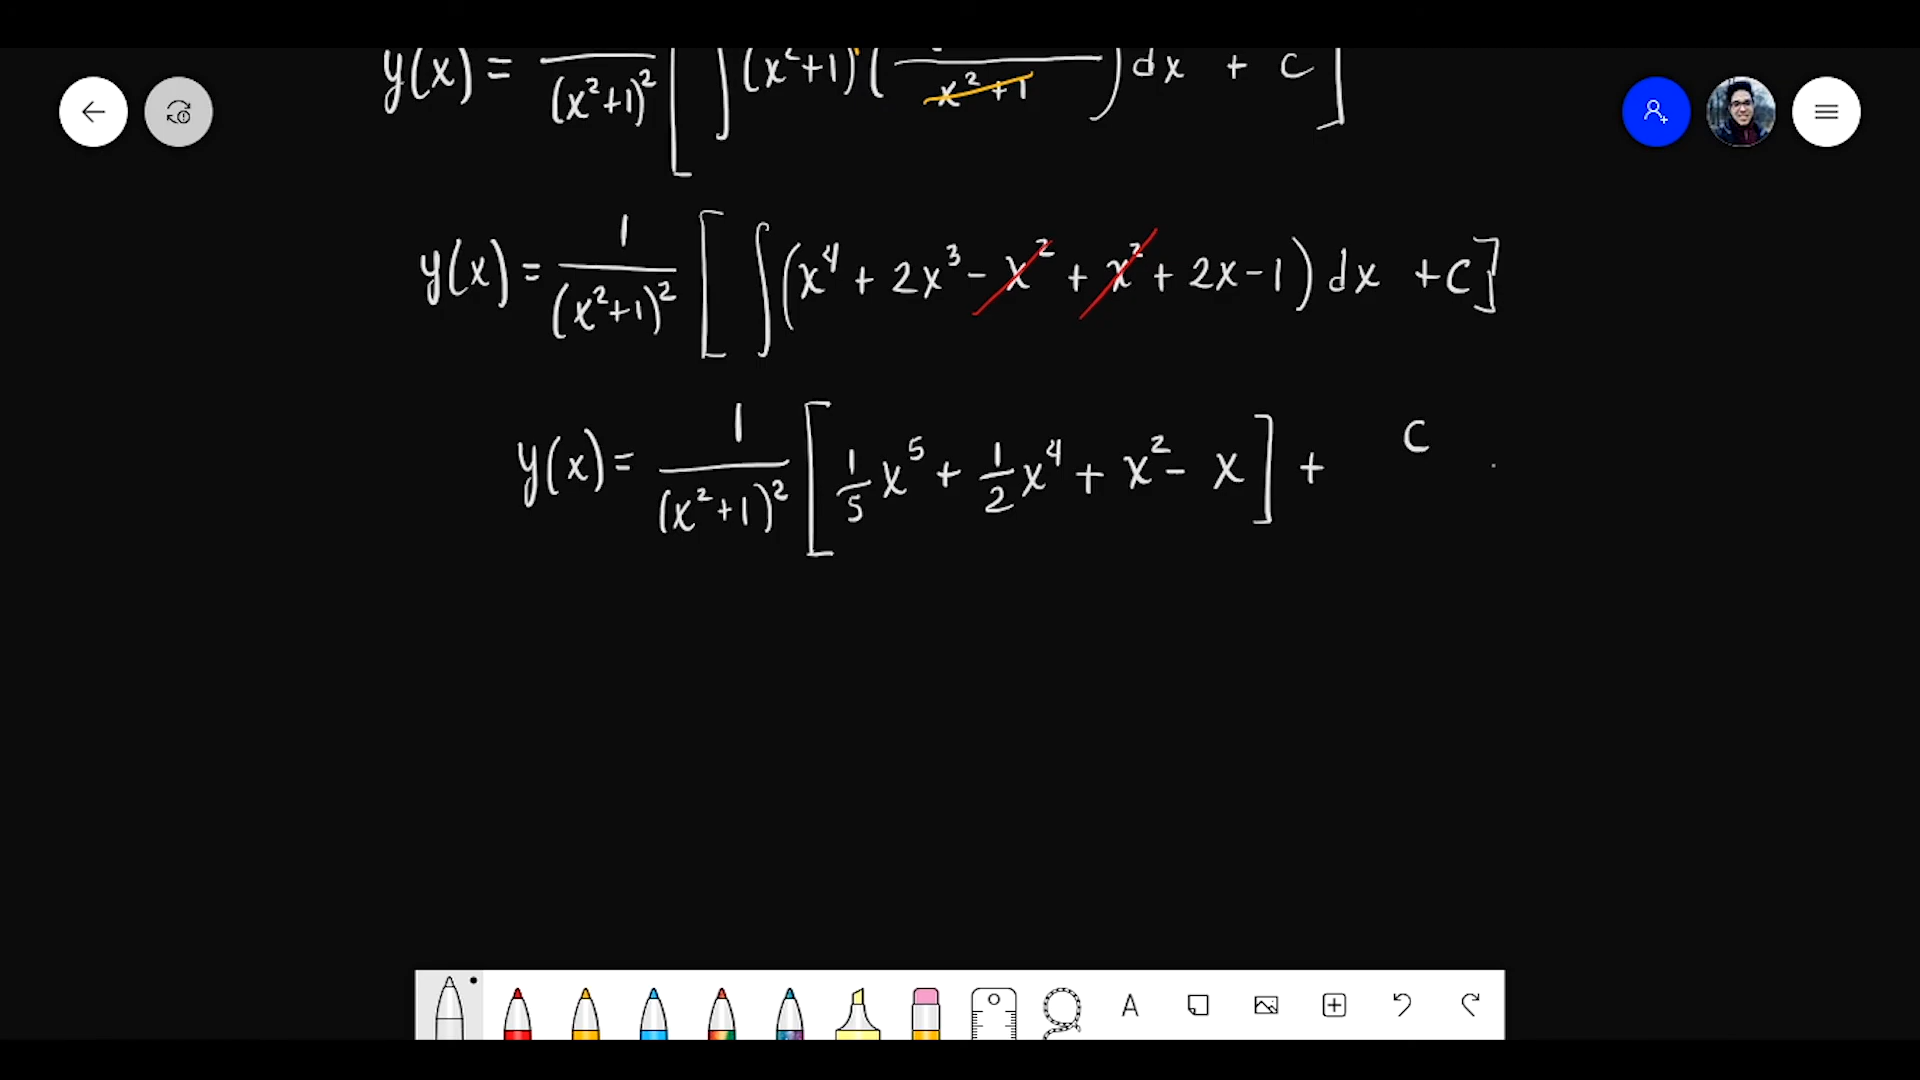 y(x) = 1/(x²+1)² [ ∫ (x²+1) ( /x²+1 ) dx + C ]
y(x) = 1/(x²+1)² [ ∫ (x⁴ + 2x³ - x² + x² + 2x - 1) dx + C ]
y(x) = 1/(x²+1)² [ 1/5 x⁵ + 1/2 x⁴ + x² - x ] + C
A